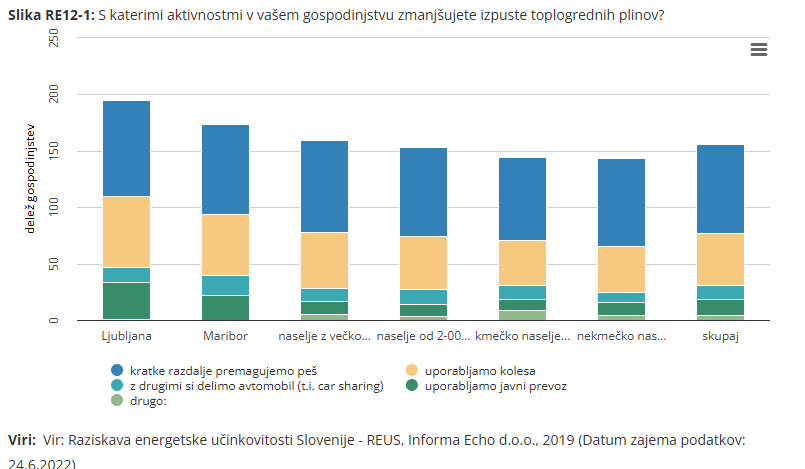 Slika RE12-1: S katerimi aktivnostmi v vašem gospodinjstvu zmanjšujete izpuste toplogrednih plinov?
250
200
150
100
50
0
delež gospodinjstev
Ljubljana
Maribor
naselje z večko...
naselje od 2-00...
kmečko naselje...
nekmečko nas...
skupaj
kratke razdalje premagujemo peš
uporabljamo kolesa
z drugimi si delimo avtomobil (t.i. car sharing)
uporabljamo javni prevoz
drugo:
Viri: Vir: Raziskava energetske učinkovitosti Slovenije - REUS, Informa Echo d.o.o., 2019 (Datum zajema podatkov:
24.6.2022)